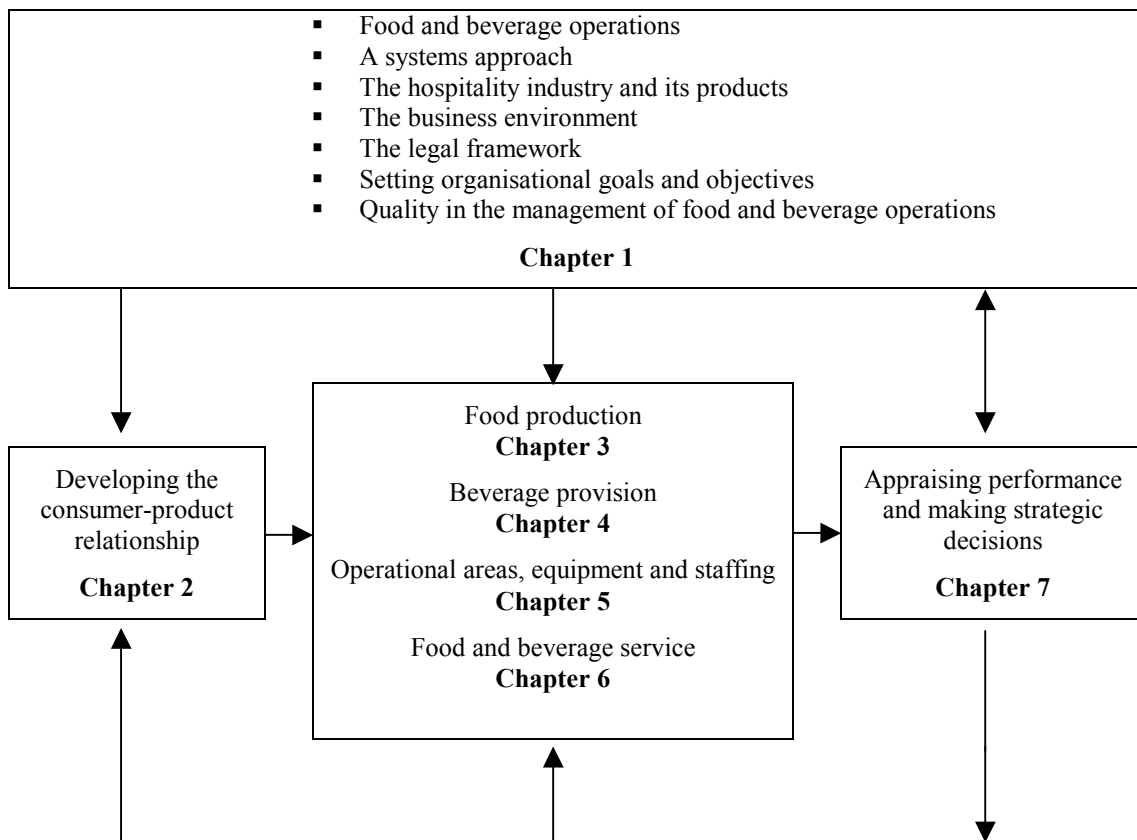 ▪ Food and beverage operations
▪ A systems approach
▪ The hospitality industry and its products
▪ The business environment
▪ The legal framework
▪ Setting organisational goals and objectives
▪ Quality in the management of food and beverage operations
Chapter 1
Developing the
consumer-product
relationship
Chapter 2
Food production
Chapter 3
Beverage provision
Chapter 4
Operational areas, equipment and staffing
Chapter 5
Food and beverage service
Chapter 6
Appraising performance
and making strategic
decisions
Chapter 7